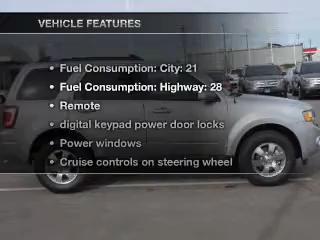 VEHICLE FEATURES
Fuel Consumption: City: 21
Fuel Consumption: Highway: 28
Remote
digital keypad power door locks
Power windows
Cruise controls on steering wheel